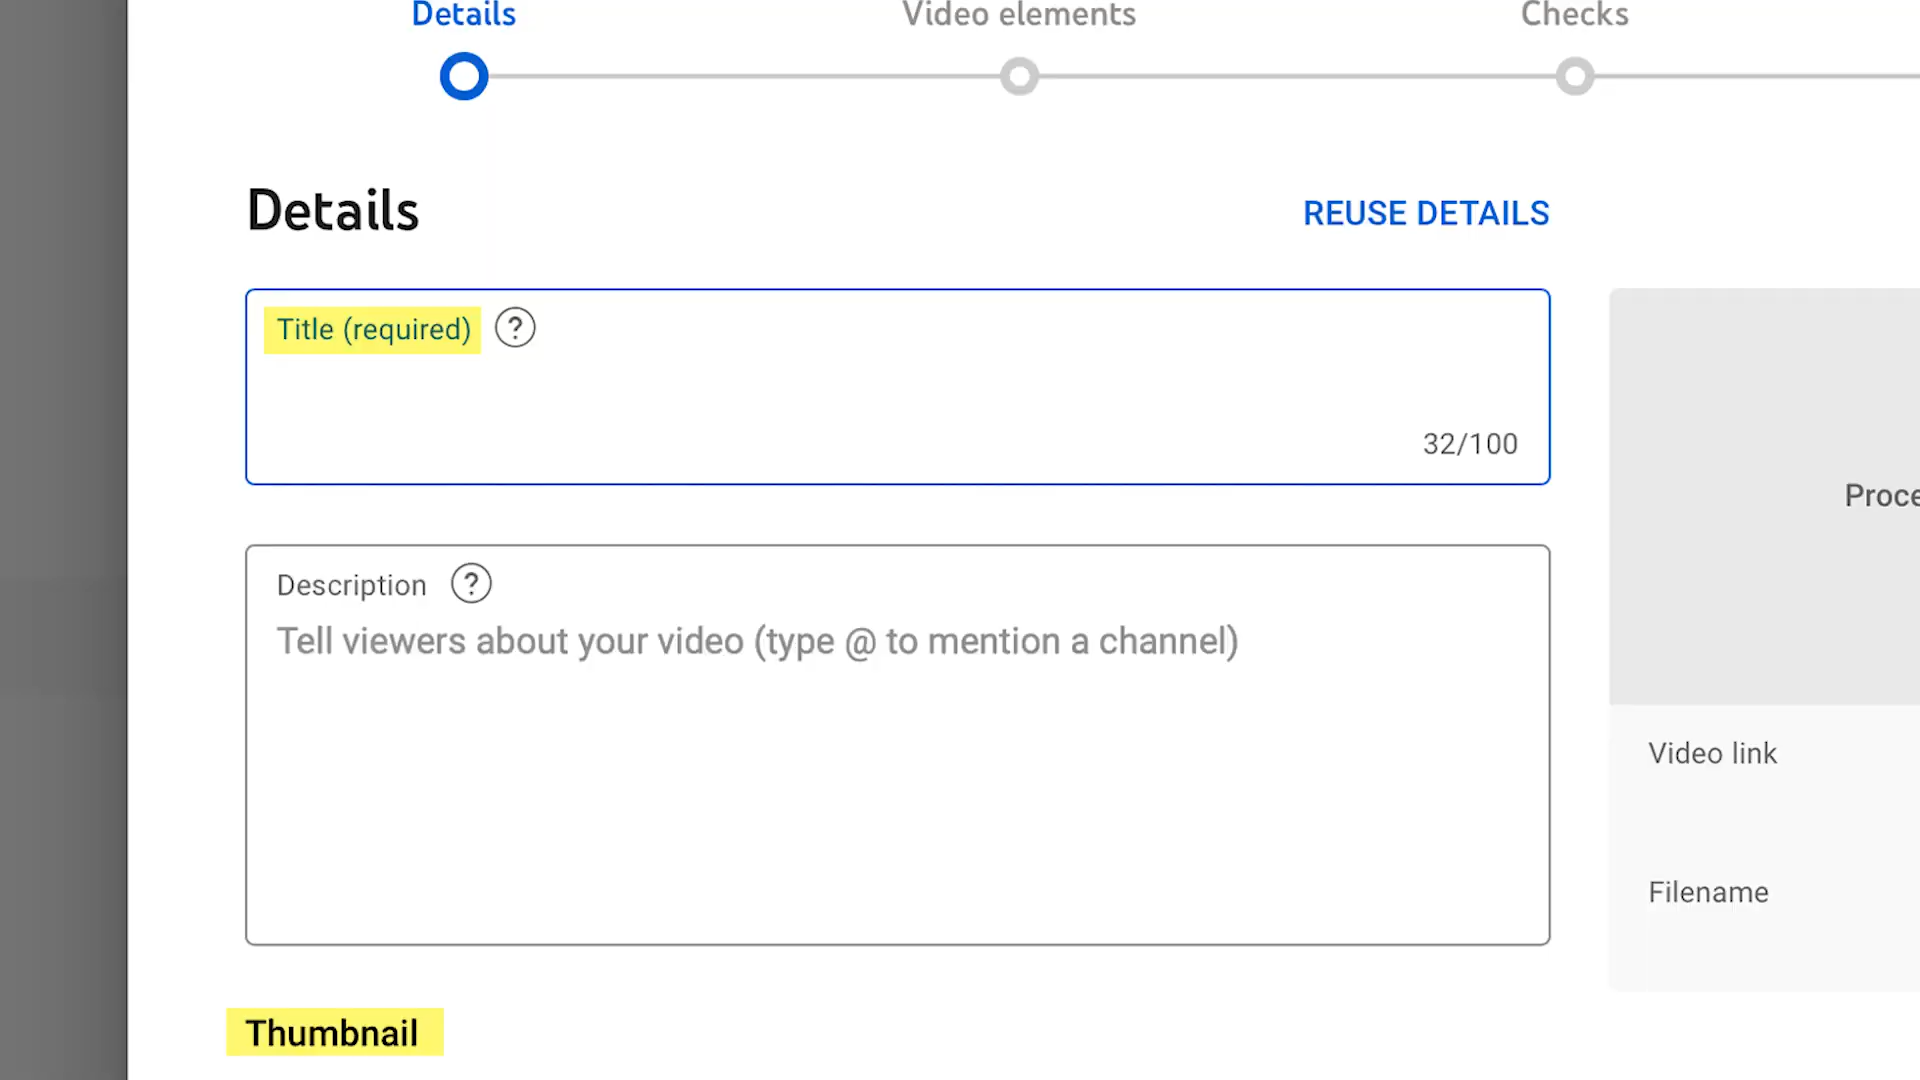 Details
Video elements
Checks
Details
REUSE DETAILS
Title (required) ?
32/100
Description ?
Tell viewers about your video (type @ to mention a channel)
Proce
Video link
Filename
Thumbnail